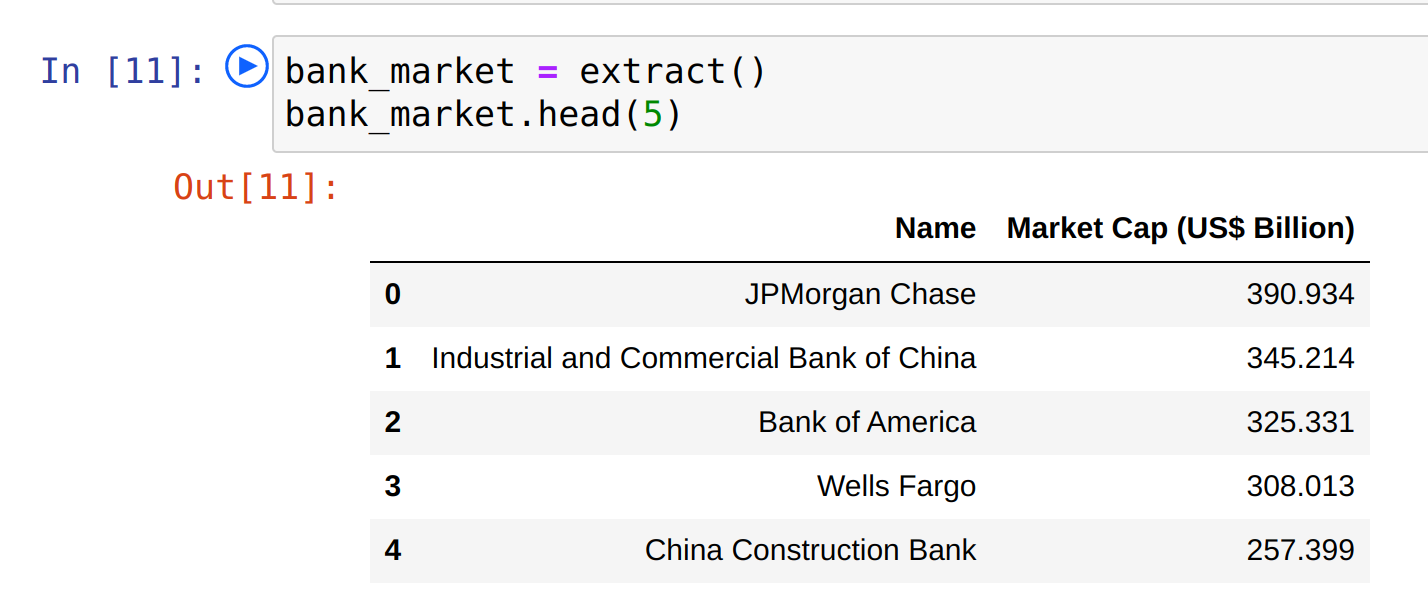 In [11]: bank_market = extract()
bank_market.head(5)
Out[11]:
Name Market Cap (US$ Billion)
0 JPMorgan Chase 390.934
1 Industrial and Commercial Bank of China 345.214
2 Bank of America 325.331
3 Wells Fargo 308.013
4 China Construction Bank 257.399